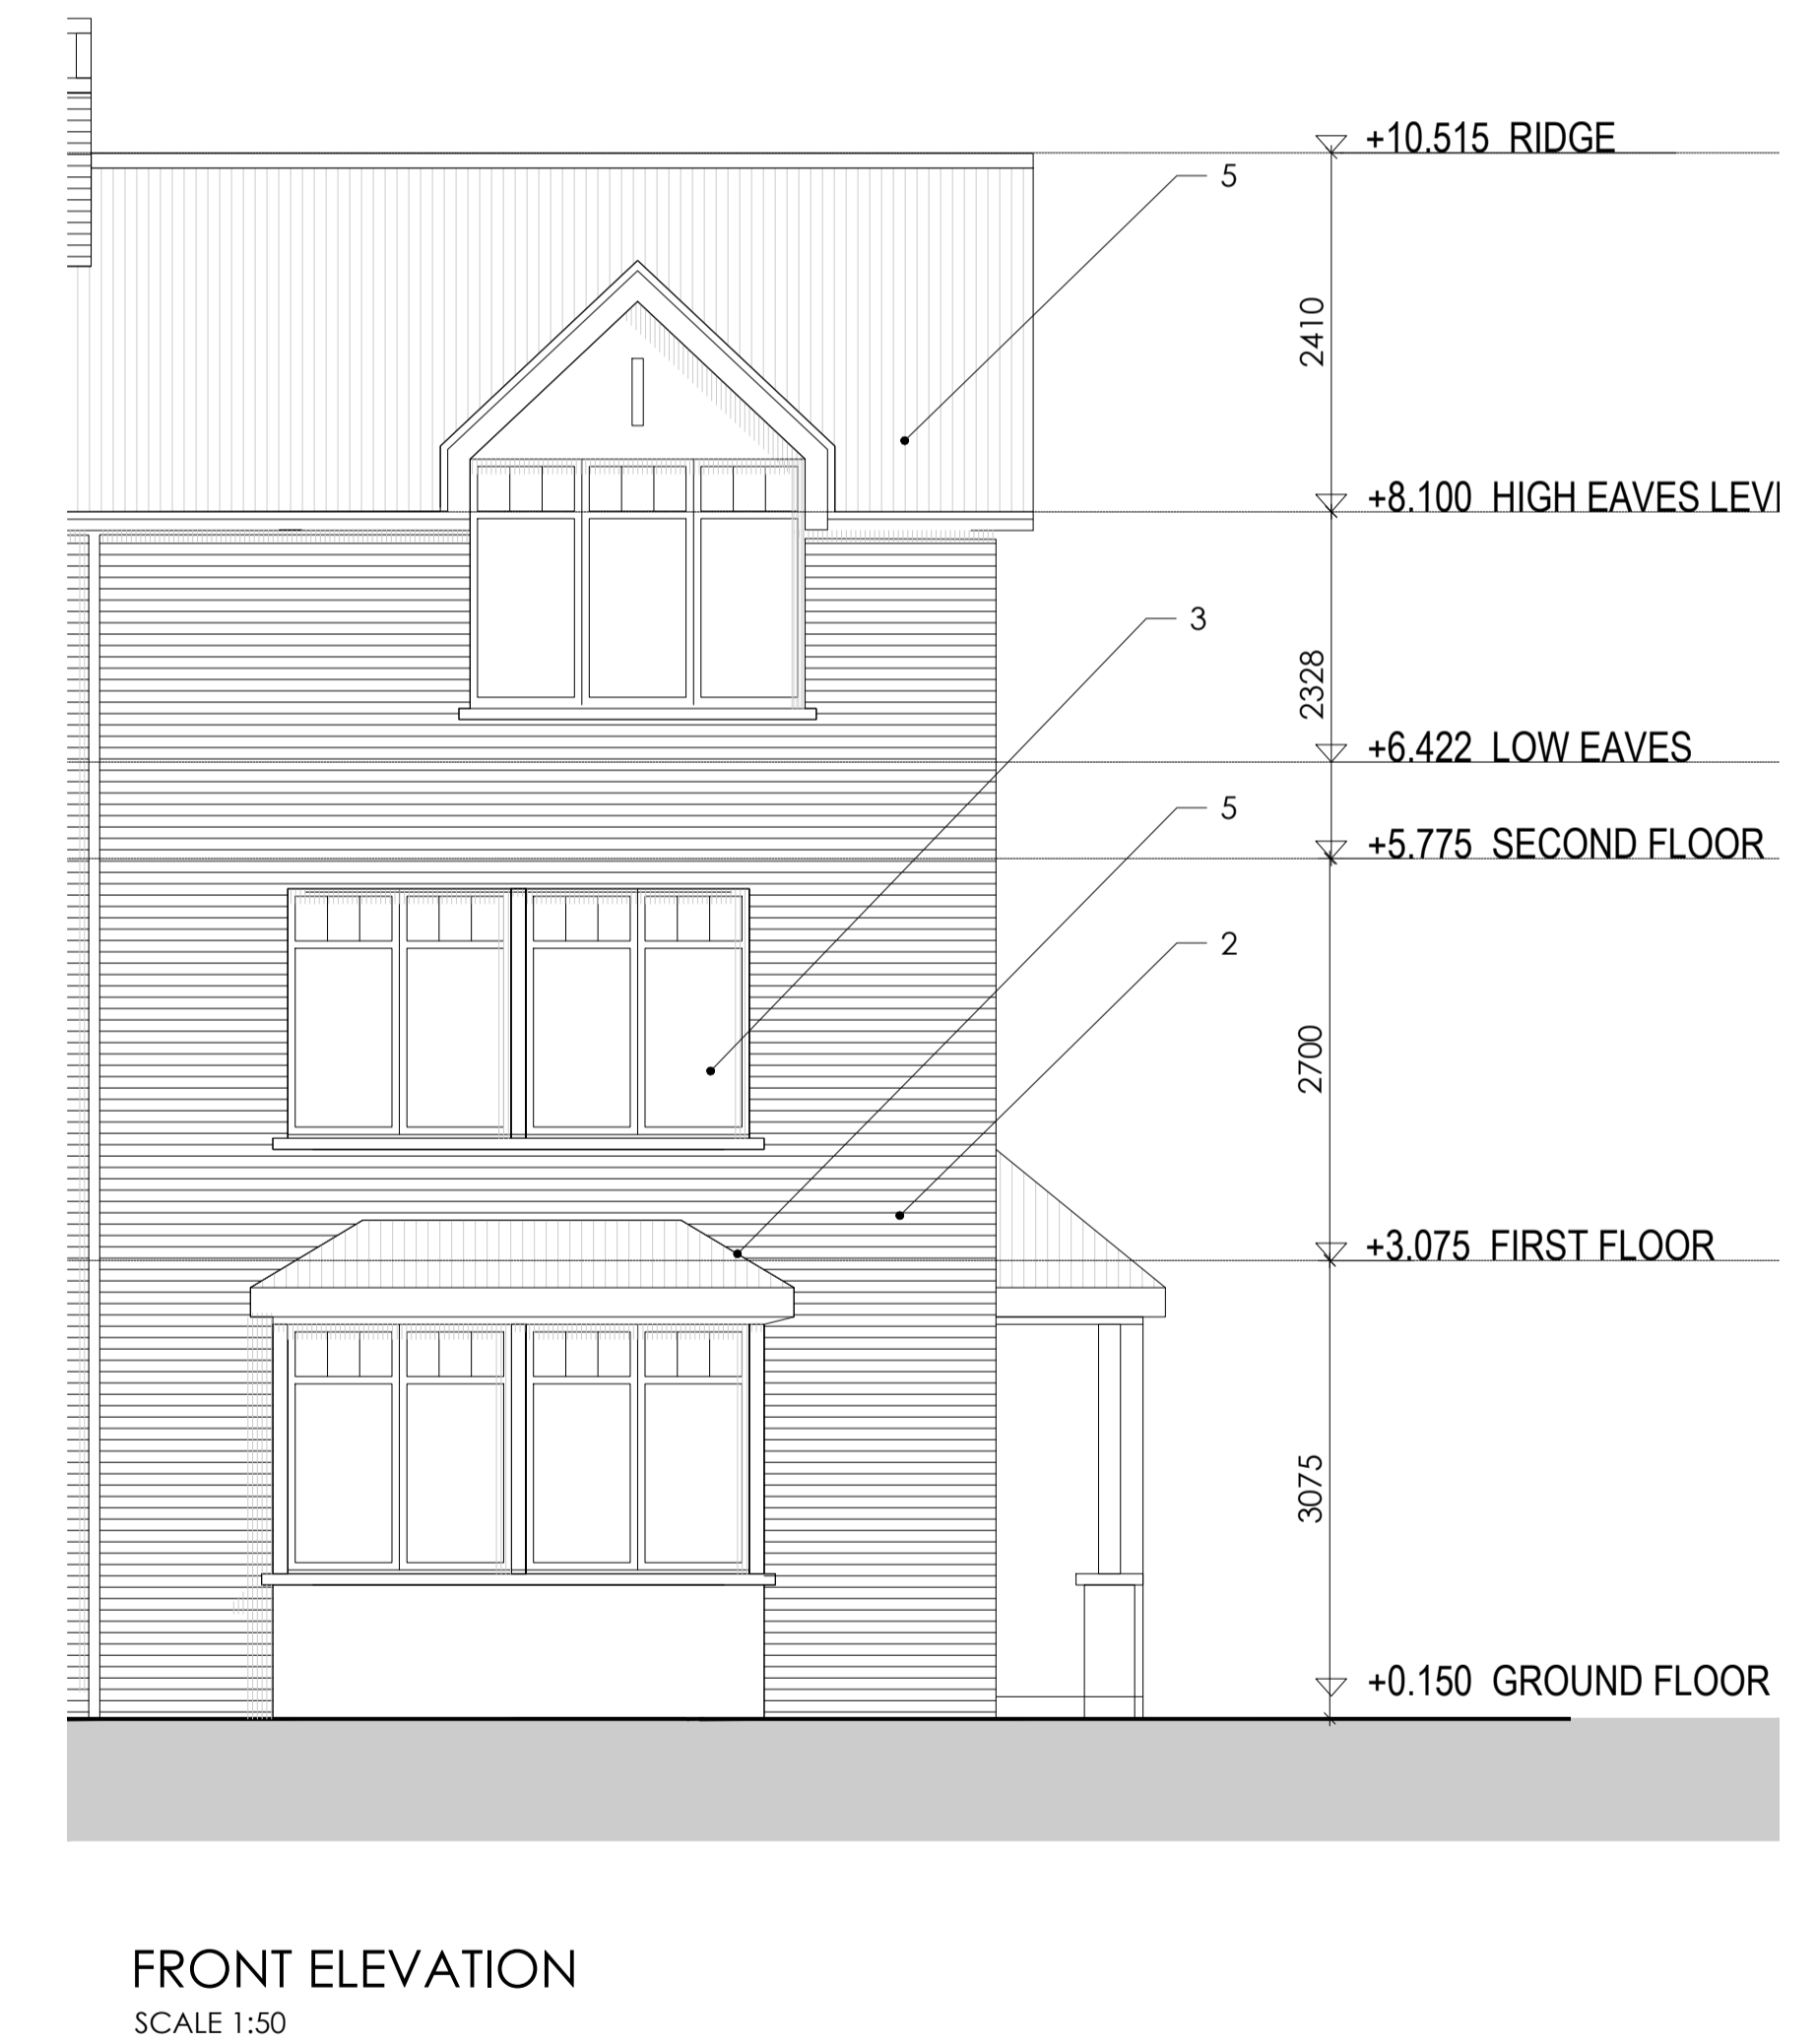 +10.515 RIDGE
5
2410
+8.100 HIGH EAVES
3
2328
+6.422 LOW EAVES
5
+5.775 SECOND FLOOR
2
2700
+3.075 FIRST FLOOR
3075
+0.150 GROUND FLOOR
FRONT ELEVATION
SCALE 1:50